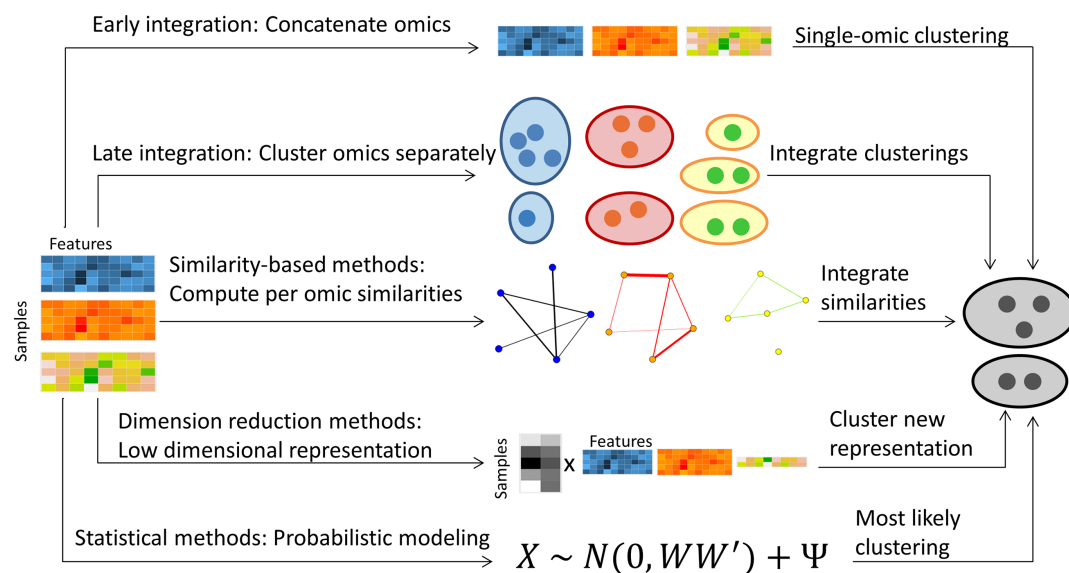 Early integration: Concatenate omics
Single-omic clustering
Late integration: Cluster omics separately
Integrate clusterings
Features
Samples
Similarity-based methods:
Compute per omic similarities
Integrate
similarities
Dimension reduction methods:
Low dimensional representation
Samples
x
Features
Cluster new
representation
Statistical methods: Probabilistic modeling
X ~ N(0, WW′) + Ψ
Most likely
clustering